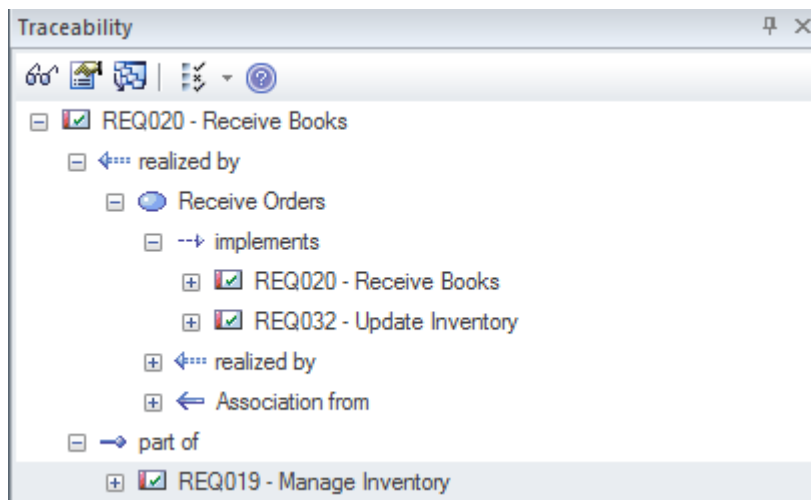 Traceability
REQ020 - Receive Books
realized by
Receive Orders
implements
REQ020 - Receive Books
REQ032 - Update Inventory
realized by
Association from
part of
REQ019 - Manage Inventory